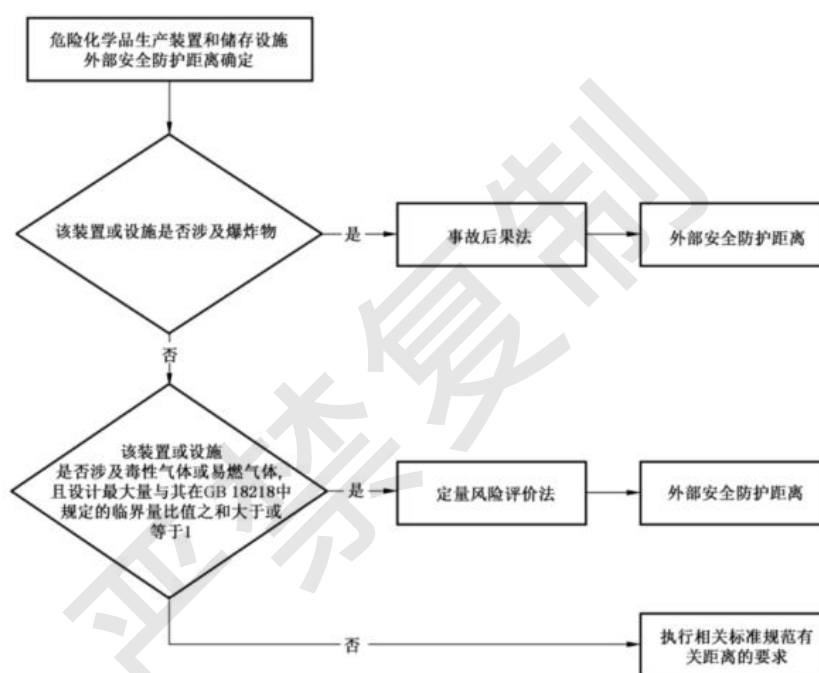 危险化学品生产装置和储存设施
外部安全防护距离确定
该装置或设施是否涉及爆炸物
是
事故后果法
外部安全防护距离
否
该装置或设施
是否涉及毒性气体或易燃气体,
且设计最大量与其在GB 18218中
规定的临界量比值之和大于或
等于1
是
定量风险评价法
外部安全防护距离
否
执行相关标准规范有
关距离的要求
严禁复制